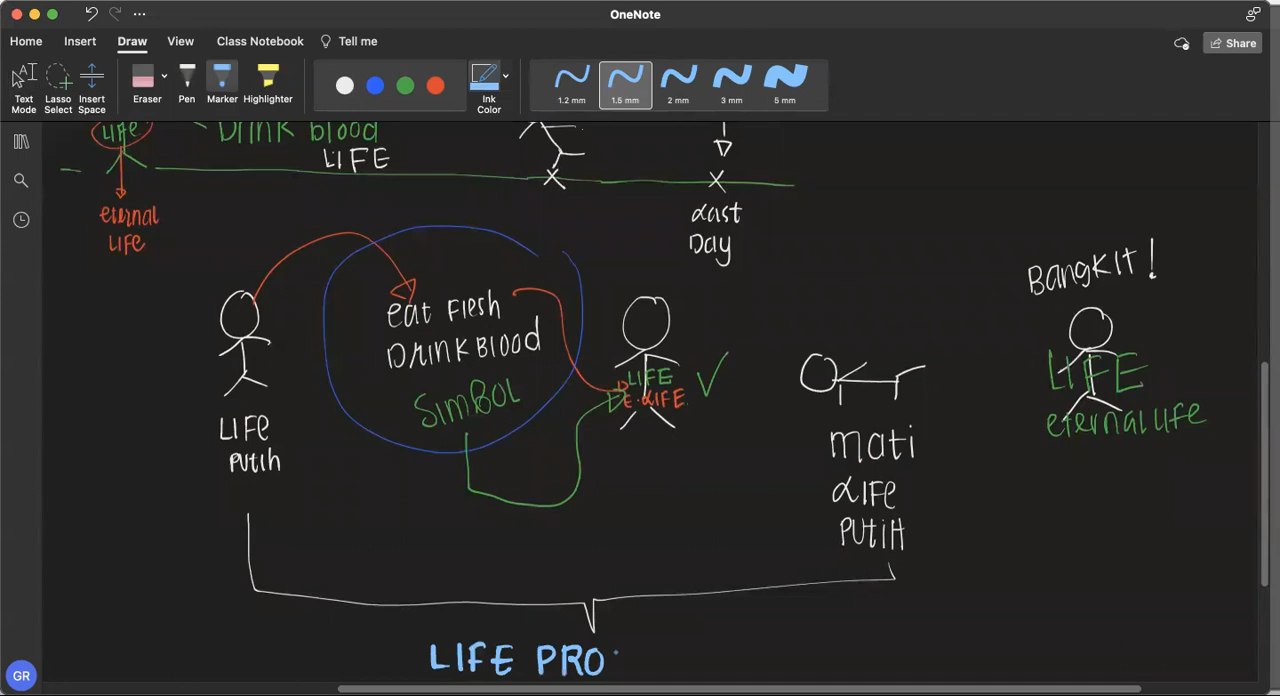 OneNote
Home Insert Draw View Class Notebook Tell me
Share
Text Mode
Lasso Select
Insert Space
Eraser
Pen
Marker
Highlighter
Ink Color
1.2 mm
1.5 mm
2 mm
3 mm
5 mm
LIFE
Drink Blood
LIFE
eternal
LIFE
Last
Day
Bangkit!
eat Flesh
Drink Blood
SIMBOL
LIFE
E. LIFE
LIFE
eternal LIFE
LIFE
PUTIh
mati
LIFE
PUTIH
LIFE PRO
GR